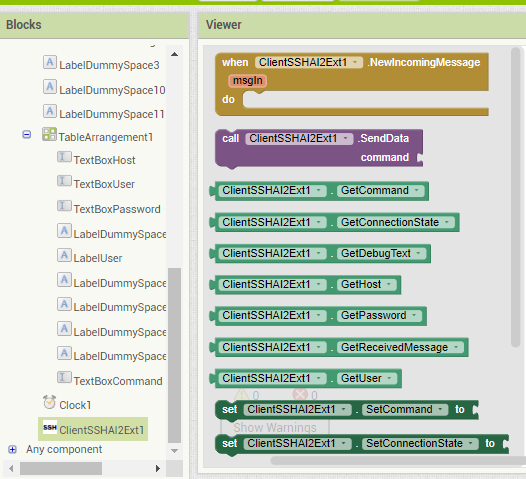 Blocks
Viewer
LabelDummySpace3
LabelDummySpace10
LabelDummySpace11
TableArrangement1
TextBoxHost
TextBoxUser
TextBoxPassword
LabelDummySpace
LabelUser
LabelDummySpace
LabelDummySpace
LabelDummySpace
TextBoxCommand
Clock1
SSH ClientSSHAI2Ext1
Any component
when ClientSSHAI2Ext1 .NewIncomingMessage
msgIn
do
call ClientSSHAI2Ext1 .SendData
command
ClientSSHAI2Ext1 . GetCommand
ClientSSHAI2Ext1 . GetConnectionState
ClientSSHAI2Ext1 . GetDebugText
ClientSSHAI2Ext1 . GetHost
ClientSSHAI2Ext1 . GetPassword
ClientSSHAI2Ext1 . GetReceivedMessage
ClientSSHAI2Ext1 . GetUser
0 0
set ClientSSHAI2Ext1 . SetCommand to
Show Warnings
set ClientSSHAI2Ext1 . SetConnectionState to